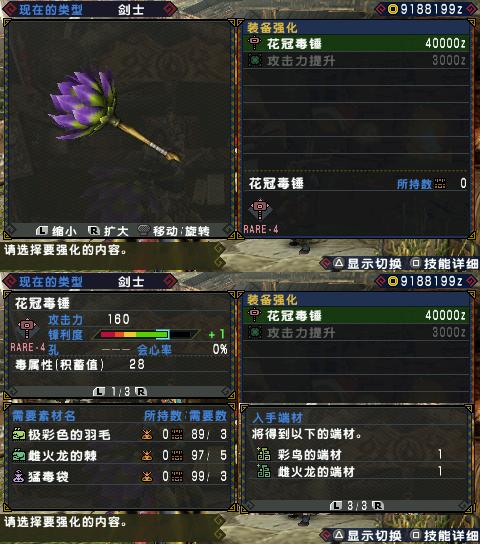 现在的类型 剑士 9188199z
装备强化
花冠毒锤 40000z
攻击力提升 3000z
花冠毒锤 所持数 0
RARE-4
L 缩小 R 扩大 移动/旋转
请选择要强化的内容。
△显示切换 □技能详细
现在的类型 剑士 9188199z
花冠毒锤
攻击力 160
RARE-4
锋利度 +1
孔 --- 会心率 0%
毒属性(积蓄值) 28
L 1/3 R
装备强化
花冠毒锤 40000z
攻击力提升 3000z
需要素材名 所持数 需要数
极彩色的羽毛 0 89/ 3
雌火龙的棘 0 97/ 5
猛毒袋 0 99/ 3
入手端材
将得到以下的端材。
彩鸟的端材 1
雌火龙的端材 1
L 3/3 R
请选择要强化的内容。
△显示切换 □技能详细